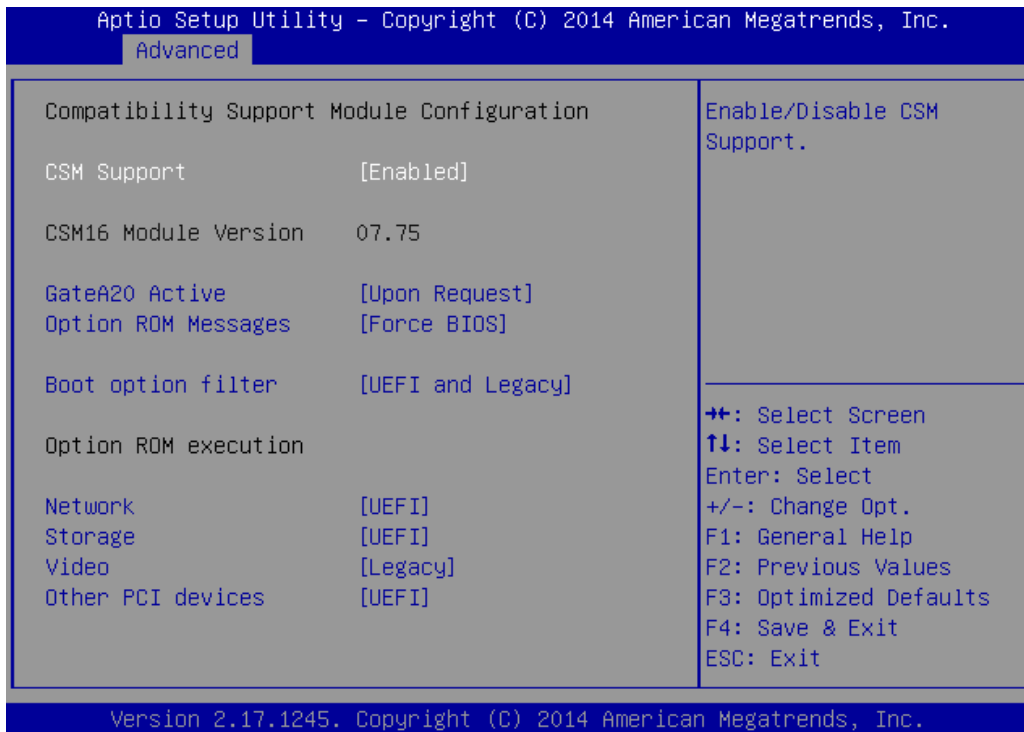 Aptio Setup Utility – Copyright (C) 2014 American Megatrends, Inc.
Advanced
Compatibility Support Module Configuration
CSM Support [Enabled]
CSM16 Module Version 07.75
GateA20 Active [Upon Request]
Option ROM Messages [Force BIOS]
Boot option filter [UEFI and Legacy]
Option ROM execution
Network [UEFI]
Storage [UEFI]
Video [Legacy]
Other PCI devices [UEFI]
Enable/Disable CSM
Support.
→←: Select Screen
↑↓: Select Item
Enter: Select
+/-: Change Opt.
F1: General Help
F2: Previous Values
F3: Optimized Defaults
F4: Save & Exit
ESC: Exit
Version 2.17.1245. Copyright (C) 2014 American Megatrends, Inc.